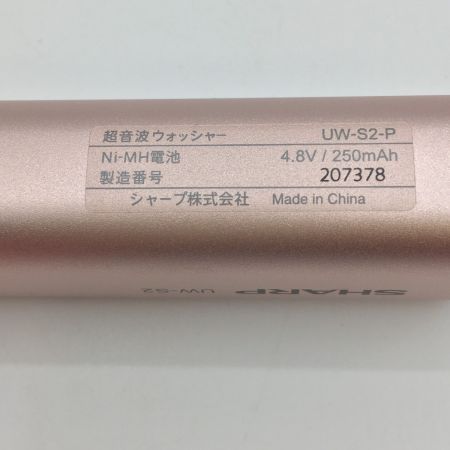 超音波ウォッシャー UW-S2-P
Ni-MH電池 4.8V / 250mAh
製造番号 207378
シャープ株式会社 Made in China
SHARP UW-S2